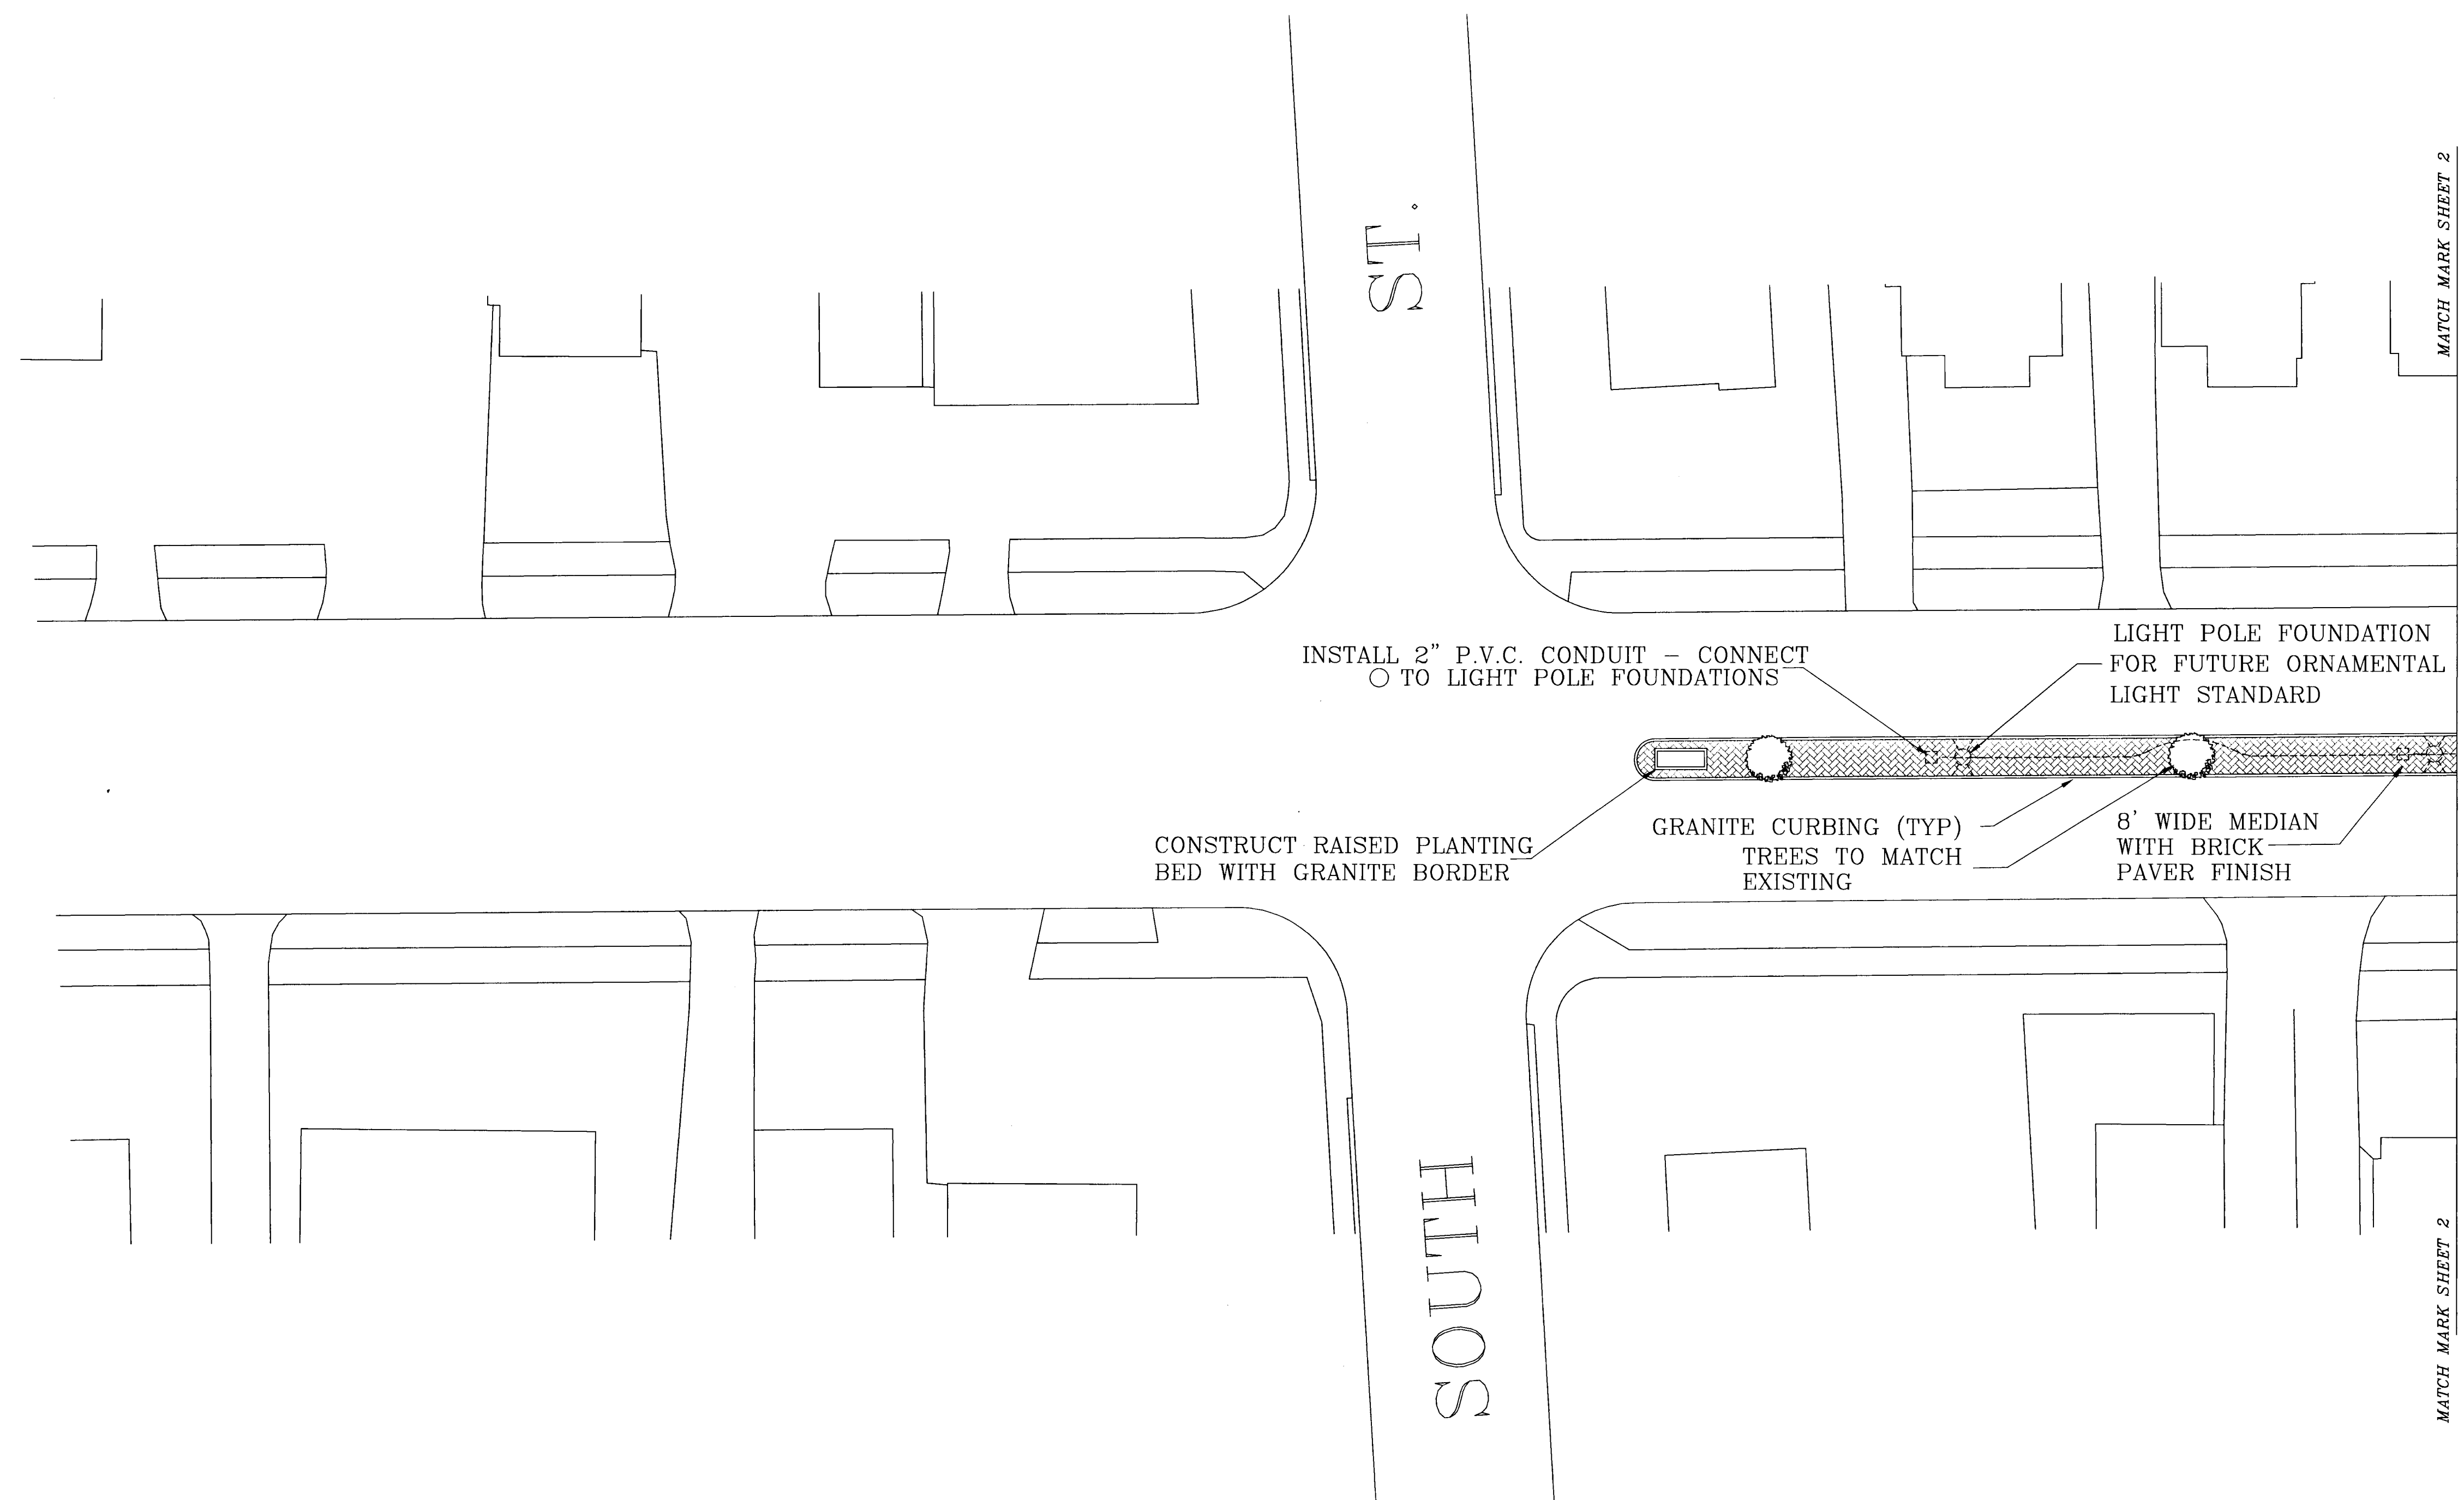 MATCH MARK SHEET 2
SOUTH ST.
INSTALL 2" P.V.C. CONDUIT – CONNECT
TO LIGHT POLE FOUNDATIONS
LIGHT POLE FOUNDATION
FOR FUTURE ORNAMENTAL
LIGHT STANDARD
CONSTRUCT RAISED PLANTING
BED WITH GRANITE BORDER
GRANITE CURBING (TYP)
TREES TO MATCH
EXISTING
8' WIDE MEDIAN
WITH BRICK
PAVER FINISH
MATCH MARK SHEET 2